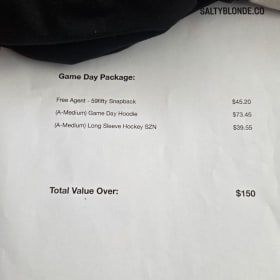 SALTYBLONDE.CO
Game Day Package:
Free Agent - 59fifty Snapback $45.20
(A-Medium) Game Day Hoodie $73.45
(A-Medium) Long Sleeve Hockey SZN $39.55
Total Value Over: $150